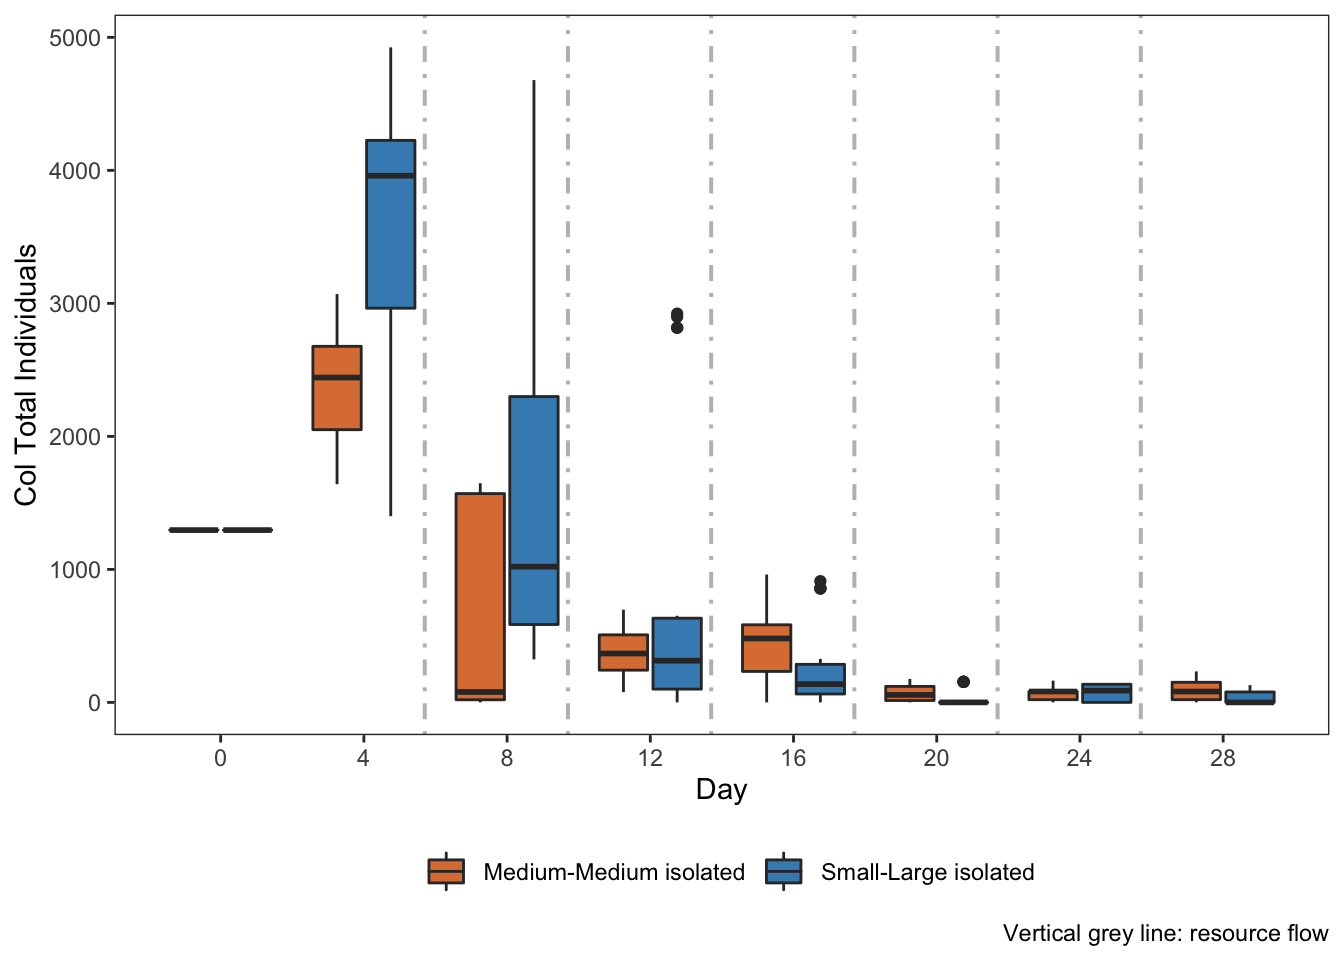 5000
4000
3000
2000
1000
0
Col Total Individuals
0 4 8 12 16 20 24 28
Day
Medium-Medium isolated Small-Large isolated
Vertical grey line: resource flow